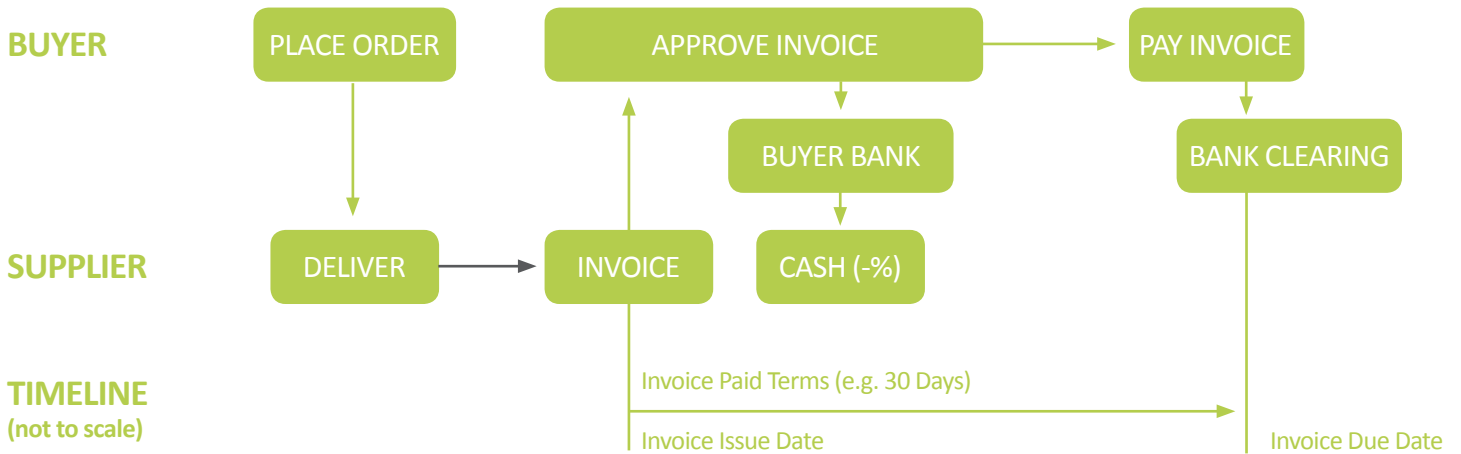 BUYER
PLACE ORDER
APPROVE INVOICE
PAY INVOICE
BUYER BANK
BANK CLEARING
SUPPLIER
DELIVER
INVOICE
CASH (-%)
TIMELINE
(not to scale)
Invoice Paid Terms (e.g. 30 Days)
Invoice Issue Date
Invoice Due Date